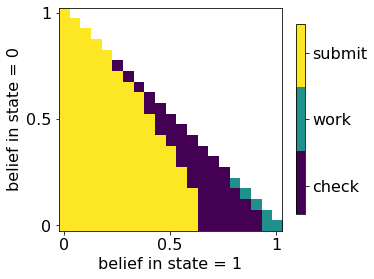 1
0.5
0
belief in state = 0
0
0.5
1
belief in state = 1
submit
work
check